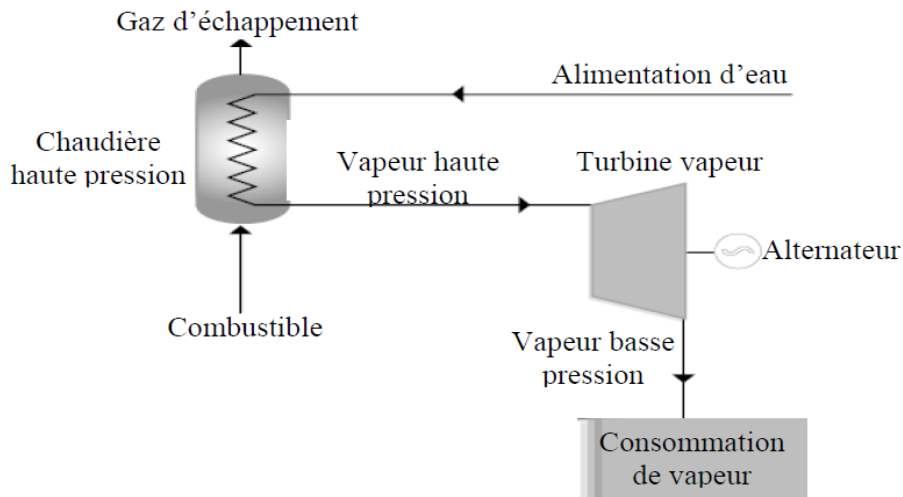 Gaz d'échappement
Alimentation d'eau
Chaudière
haute pression
Vapeur haute
pression
Turbine vapeur
Alternateur
Combustible
Vapeur basse
pression
Consommation
de vapeur